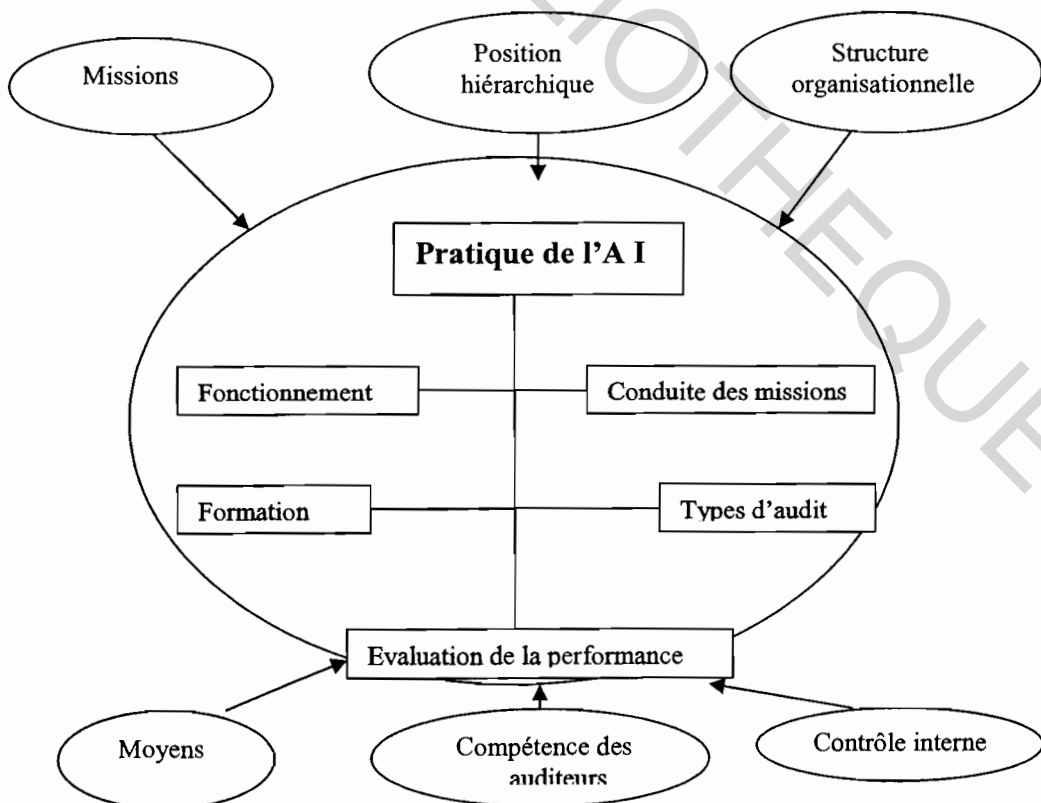 Missions
Position
hiérarchique
Structure
organisationnelle
Pratique de l'A I
Fonctionnement
Conduite des missions
Formation
Types d'audit
Evaluation de la performance
Moyens
Compétence des
auditeurs
Contrôle interne